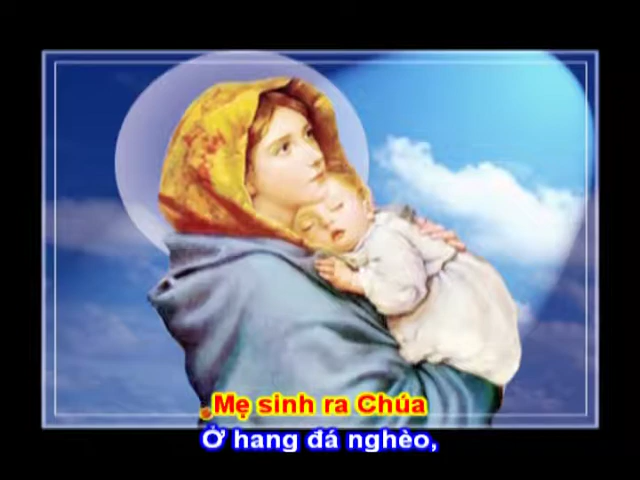 Mẹ sinh ra Chúa
Ở hang đá nghèo,